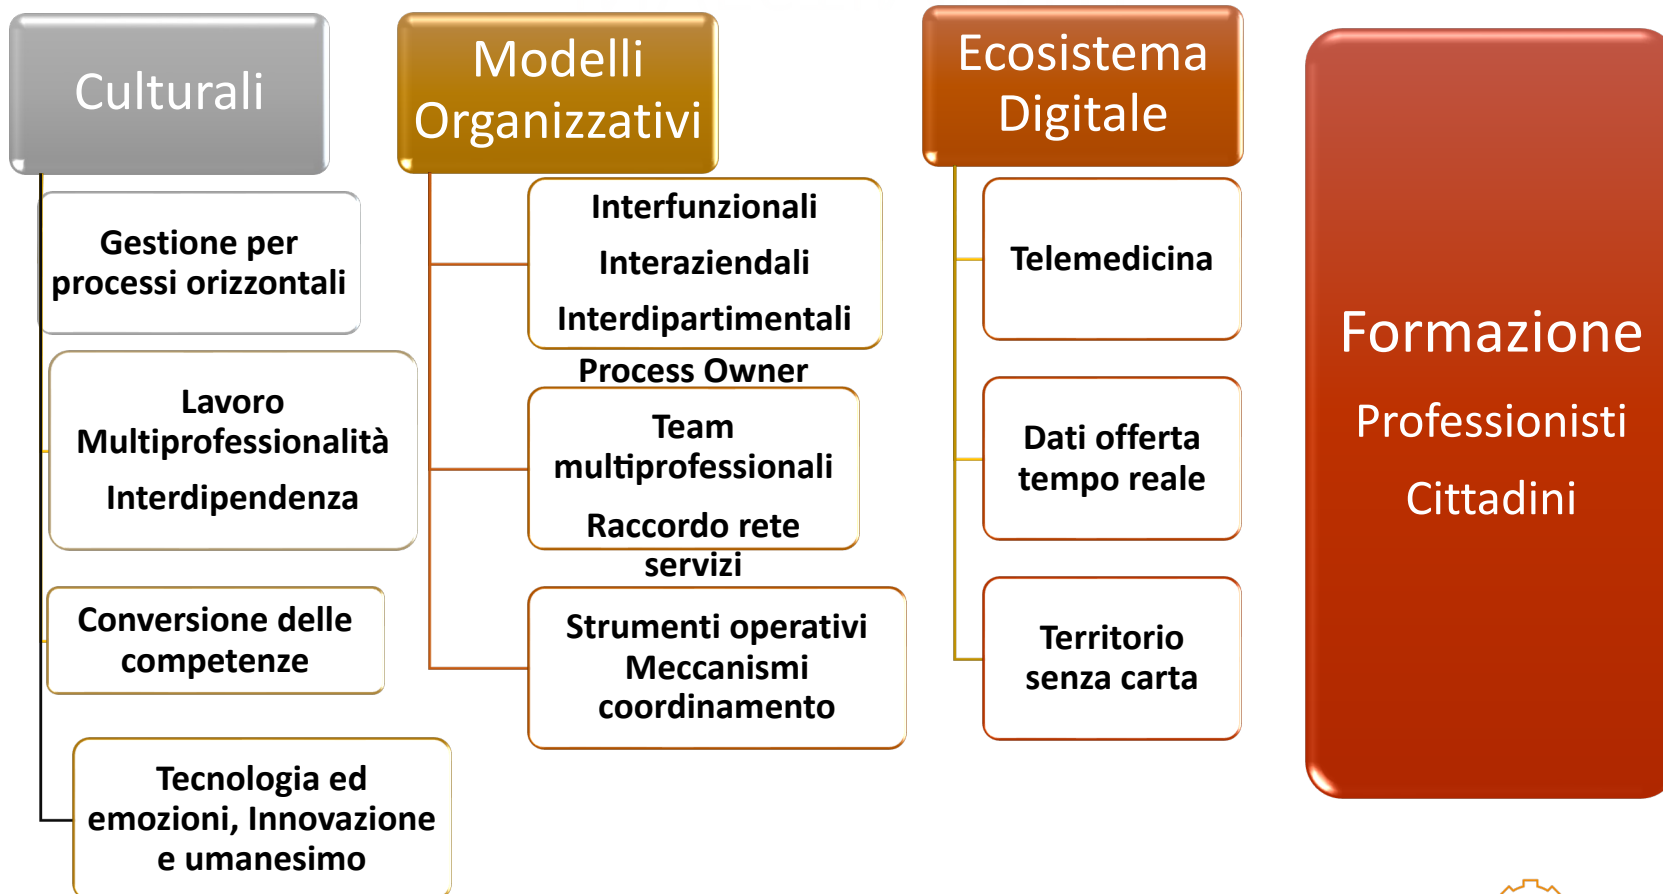 Culturali
Gestione per
processi orizzontali
Lavoro
Multiprofessionalità
Interdipendenza
Conversione delle
competenze
Tecnologia ed
emozioni, Innovazione
e umanesimo
Modelli
Organizzativi
Interfunzionali
Interaziendali
Interdipartimentali
Process Owner
Team
multiprofessionali
Raccordo rete
servizi
Strumenti operativi
Meccanismi
coordinamento
Ecosistema
Digitale
Telemedicina
Dati offerta
tempo reale
Territorio
senza carta
Formazione
Professionisti
Cittadini